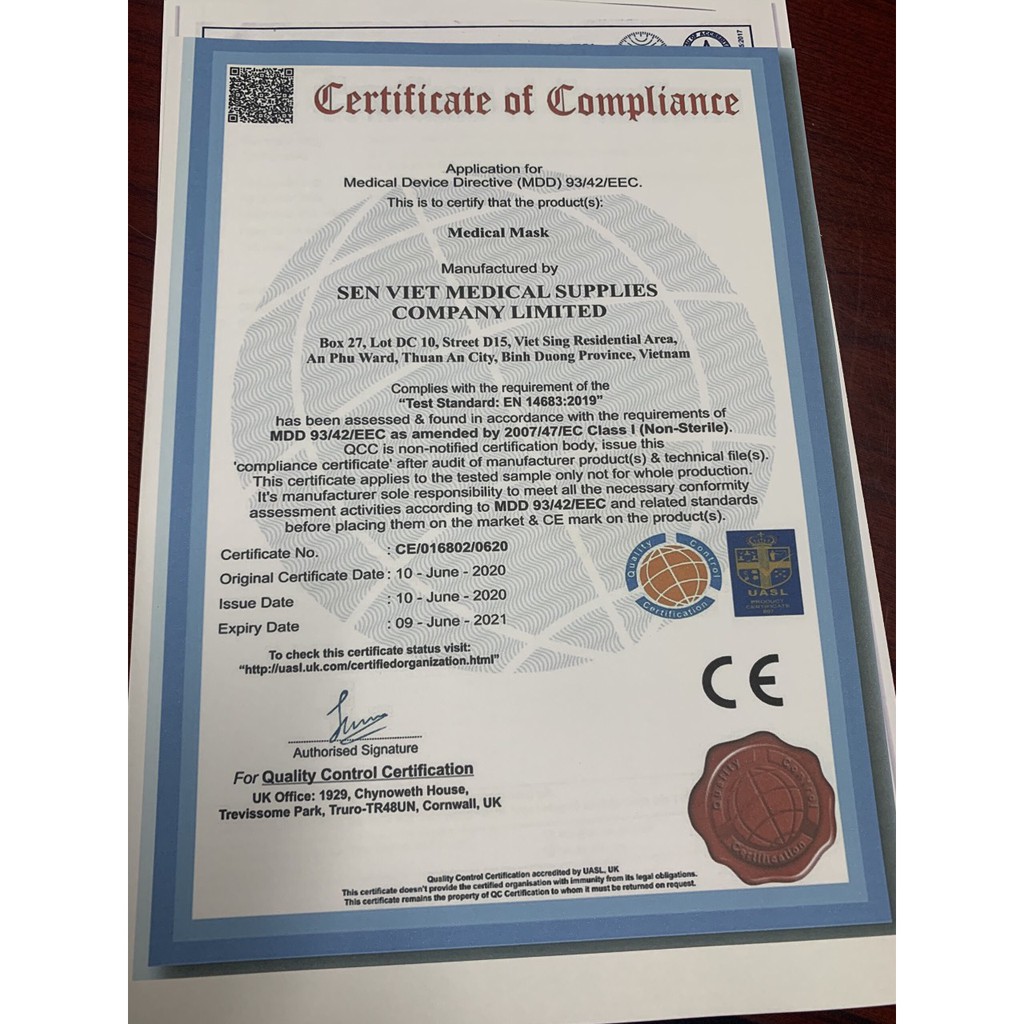 Certificate of Compliance
Application for
Medical Device Directive (MDD) 93/42/EEC.
This is to certify that the product(s):
Medical Mask
Manufactured by
SEN VIET MEDICAL SUPPLIES
COMPANY LIMITED
Box 27, Lot DC 10, Street D15, Viet Sing Residential Area,
An Phu Ward, Thuan An City, Binh Duong Province, Vietnam
Complies with the requirement of the
“Test Standard: EN 14683:2019”
has been assessed & found in accordance with the requirements of
MDD 93/42/EEC as amended by 2007/47/EC Class I (Non-Sterile).
QCC is non-notified certification body, issue this
'compliance certificate' after audit of manufacturer product(s) & technical file(s).
This certificate applies to the tested sample only not for whole production.
It's manufacturer sole responsibility to meet all the necessary conformity
assessment activities according to MDD 93/42/EEC and related standards
before placing them on the market & CE mark on the product(s).
Certificate No. : CE/016802/0620
Original Certificate Date : 10 - June - 2020
Issue Date : 10 - June - 2020
Expiry Date : 09 - June - 2021
Quality Control
Certification
UASL
PRODUCT
CERTIFICATE
To check this certificate status visit:
“http://uasl.uk.com/certifiedorganization.html”
CE
Authorised Signature
For Quality Control Certification
UK Office: 1929, Chynoweth House,
Trevissome Park, Truro-TR48UN, Cornwall, UK
Quality Control
Certification
Quality Control Certification accredited by UASL, UK
This certificate doesn't provide the certified organisation with immunity from its legal obligations.
This certificate remains the property of QC Certification to whom it must be returned on request.